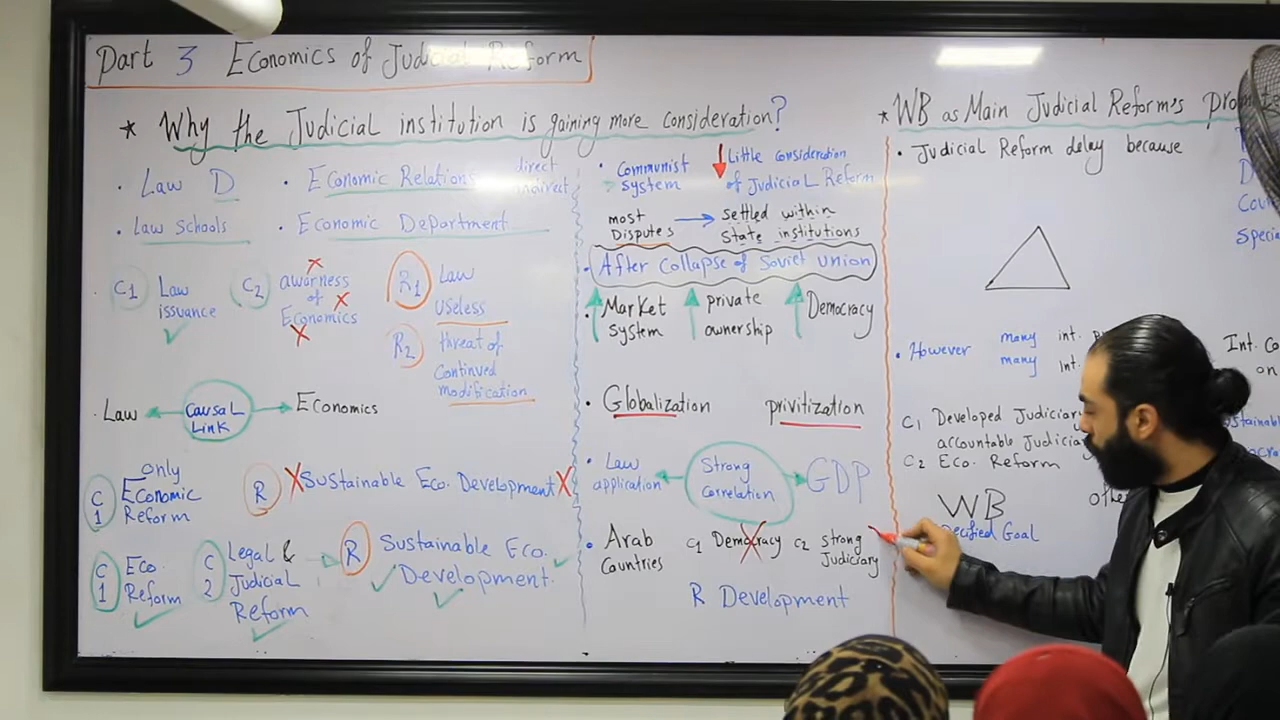 Part 3 Economics of Judicial Reform
* Why the Judicial institution is gaining more consideration?
• Law D • Economic Relations direct indirect
• Law Schools • Economic Department
C1 Law issuance
C2 awarness of Economics
R1 Law useless
R2 threat of Continued modification
• Law Causal Link Economics
C1 only Economic Reform
R Sustainable Eco. Development
C1 Eco. Reform
C2 Legal & Judicial Reform
R Sustainable Eco. Development
• Communist system
Little consideration of Judicial Reform
most Disputes settled within State institutions
• After Collapse of Soviet union
• Market system private ownership Democracy
• Globalization privitization
• Law application Strong Correlation GDP
• Arab Countries C1 Democracy C2 strong Judiciary
R Development
* WB as Main Judicial Reform's
• Judicial Reform delay because
• However many int.
many Int.
C1 Developed Judiciary
accountable
C2 Eco. Reform
WB
Goal
Int.
on